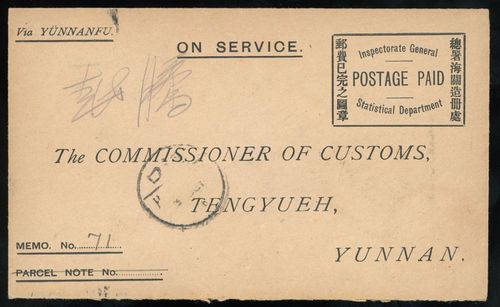 Via YÜNNANFU.
ON SERVICE.
總署海關造冊處
Inspectorate General
POSTAGE PAID
Statistical Department
郵費已完之圖章
The COMMISSIONER OF CUSTOMS,
TENGYUEH,
YUNNAN.
MEMO. No. 71
PARCEL NOTE No.